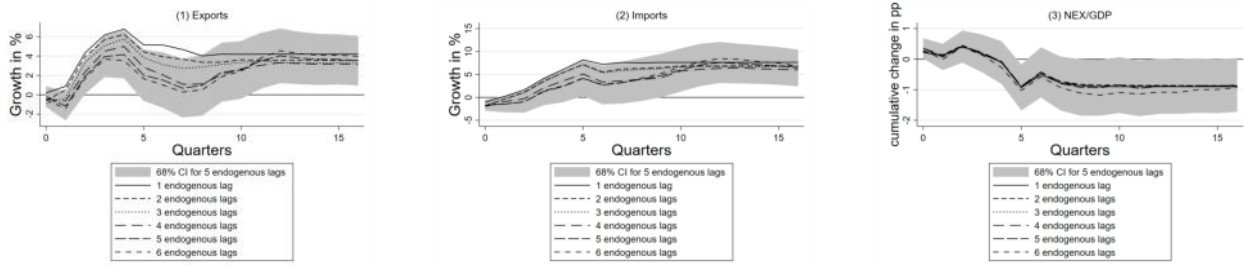 (1) Exports
Growth in %
6
4
2
0
-2
0
5
10
15
Quarters
68% CI for 5 endogenous lags
1 endogenous lag
2 endogenous lags
3 endogenous lags
4 endogenous lags
5 endogenous lags
6 endogenous lags
(2) Imports
Growth in %
15
10
5
0
-5
0
5
10
15
Quarters
68% CI for 5 endogenous lags
1 endogenous lag
2 endogenous lags
3 endogenous lags
4 endogenous lags
5 endogenous lags
6 endogenous lags
(3) NEX/GDP
cumulative change in pp
1
0
-1
-2
0
5
10
15
Quarters
68% CI for 5 endogenous lags
1 endogenous lag
2 endogenous lags
3 endogenous lags
4 endogenous lags
5 endogenous lags
6 endogenous lags